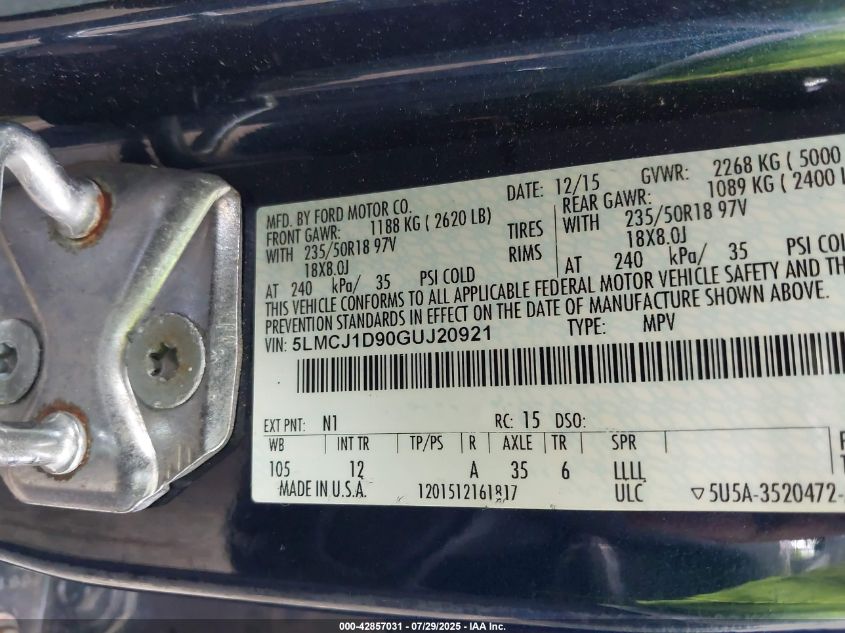 MFD. BY FORD MOTOR CO. DATE: 12/15 GVWR: 2268 KG ( 5000
FRONT GAWR: 1188 KG ( 2620 LB) REAR GAWR: 1089 KG ( 2400 L
WITH 235/50R18 97V TIRES WITH 235/50R18 97V
18X8.0J RIMS 18X8.0J
AT 240 kPa/ 35 PSI COLD AT 240 kPa/ 35 PSI COL
THIS VEHICLE CONFORMS TO ALL APPLICABLE FEDERAL MOTOR VEHICLE SAFETY AND THE
PREVENTION STANDARDS IN EFFECT ON THE DATE OF MANUFACTURE SHOWN ABOVE.
VIN: 5LMCJ1D90GUJ20921 TYPE: MPV
EXT PNT: N1 RC: 15 DSO:
WB INT TR TP/PS R AXLE TR SPR
105 12 A 35 6 LLLL
MADE IN U.S.A. 1201512161817 ULC ▽5U5A-3520472-
000-42857031 - 07/29/2025 - IAA Inc.